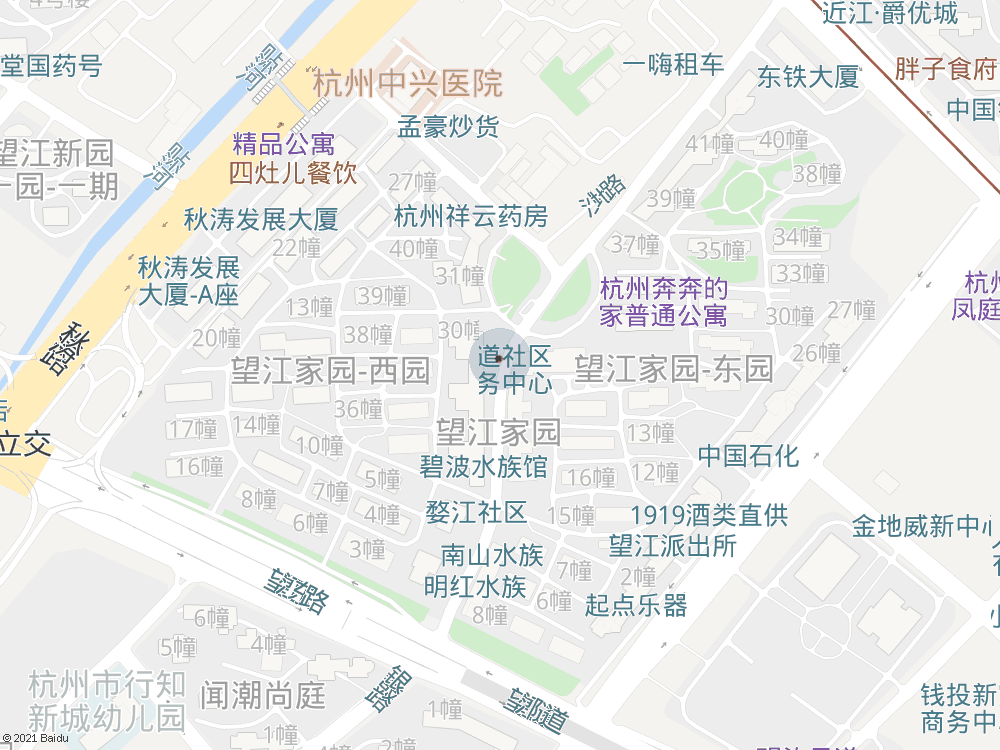 近江·爵优城
堂国药号
一嗨租车
胖子食府
东铁大厦
杭州中兴医院
孟豪炒货
精品公寓
四灶儿餐饮
41幢
40幢
38幢
望江新园
一园-一期
27幢
39幢
秋涛发展大厦
杭州祥云药房
22幢
40幢
37幢
35幢
34幢
秋涛发展
大厦-A座
31幢
33幢
杭州奔奔的
家普通公寓
杭州
凤庭
13幢
39幢
30幢
27幢
20幢
38幢
30幢
26幢
道社区
务中心
望江家园-西园
望江家园-东园
36幢
17幢
14幢
10幢
望江家园
13幢
立交
中国石化
16幢
碧波水族馆
5幢
16幢
12幢
8幢
7幢
4幢
6幢
婺江社区
15幢
1919酒类直供
望江派出所
金地威新中心
3幢
南山水族
明红水族
7幢
2幢
6幢
8幢
起点乐器
6幢
5幢
4幢
杭州市行知
新城幼儿园
闻潮尚庭
1幢
1幢
钱投新
商务中
© 2021 Baidu